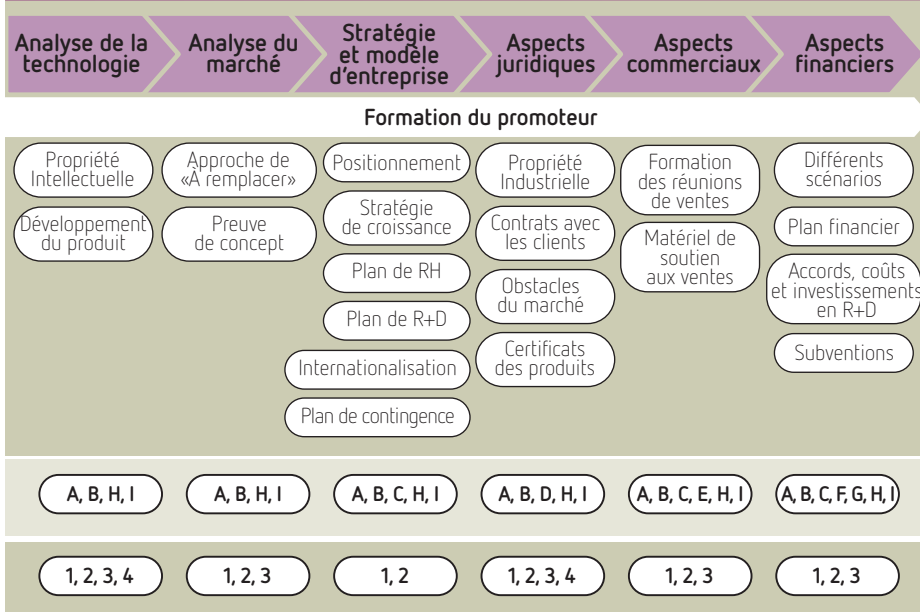 Analyse de la
technologie
Analyse du
marché
Stratégie
et modèle
d'entreprise
Aspects
juridiques
Aspects
commerciaux
Aspects
financiers
Formation du promoteur
Propriété
Intellectuelle
Développement
du produit
Approche de
«À remplacer»
Preuve
de concept
Positionnement
Stratégie
de croissance
Plan de RH
Plan de R+D
Internationalisation
Plan de contingence
Propriété
Industrielle
Contrats avec
les clients
Obstacles
du marché
Certificats
des produits
Formation
des réunions
de ventes
Matériel de
soutien
aux ventes
Différents
scénarios
Plan financier
Accords, coûts
et investissements
en R+D
Subventions
A, B, H, I
A, B, H, I
A, B, C, H, I
A, B, D, H, I
A, B, C, E, H, I
A, B, C, F, G, H, I
1, 2, 3, 4
1, 2, 3
1, 2
1, 2, 3, 4
1, 2, 3
1, 2, 3